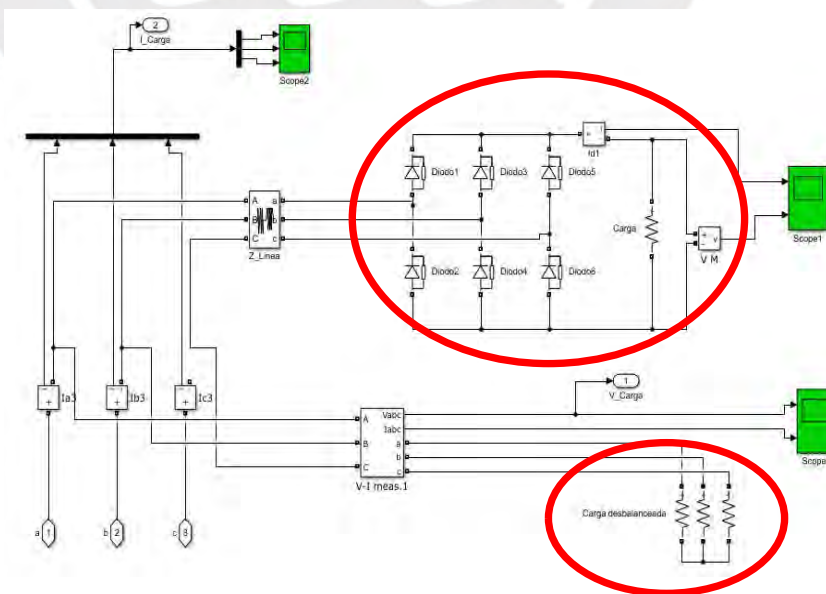 2
I_Carga
Scope2
Id1
Diodo1
Diodo3
Diodo5
A
a
B
b
C
c
Z_Linea
Carga
V M
v
Scope1
Diodo2
Diodo4
Diodo6
Ia3
Ib3
Ic3
1
V_Carga
Vabc
Iabc
A
a
B
b
C
c
V-I meas.1
Scope
Carga desbalanceada
a 1
b 2
c 3